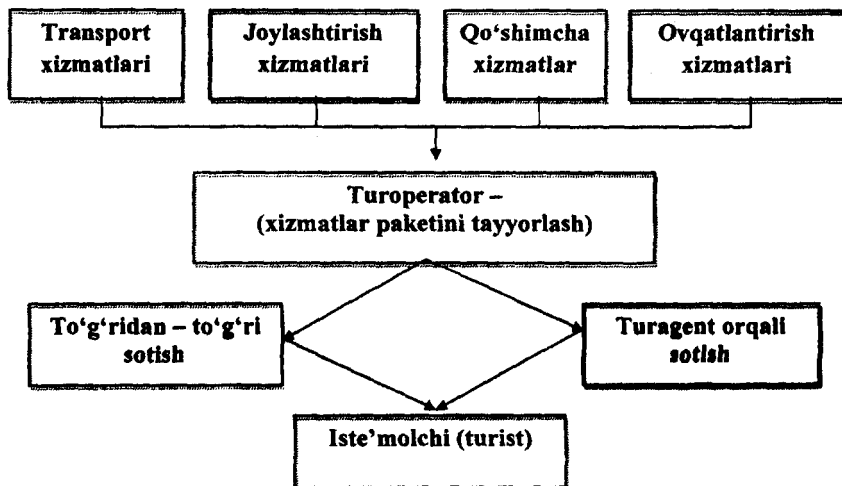 Transport
xizmatlari
Joylashtirish
xizmatlari
Qo‘shimcha
xizmatlar
Ovqatlantirish
xizmatlari
Turoperator –
(xizmatlar paketini tayyorlash)
To‘g‘ridan – to‘g‘ri
sotish
Turagent orqali
sotish
Iste’molchi (turist)